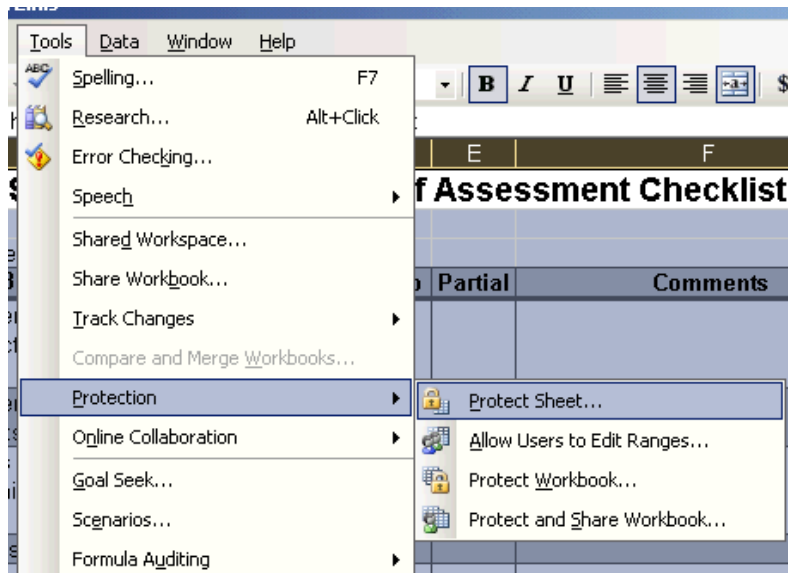 Tools Data Window Help
Spelling... F7
B I U $
ABC
Research... Alt+Click
Error Checking...
E F
Speech
f Assessment Checklist
Shared Workspace...
Share Workbook...
Partial Comments
Track Changes
Compare and Merge Workbooks...
Protection
Protect Sheet...
Online Collaboration
Allow Users to Edit Ranges...
Goal Seek...
Protect Workbook...
Scenarios...
Protect and Share Workbook...
Formula Auditing